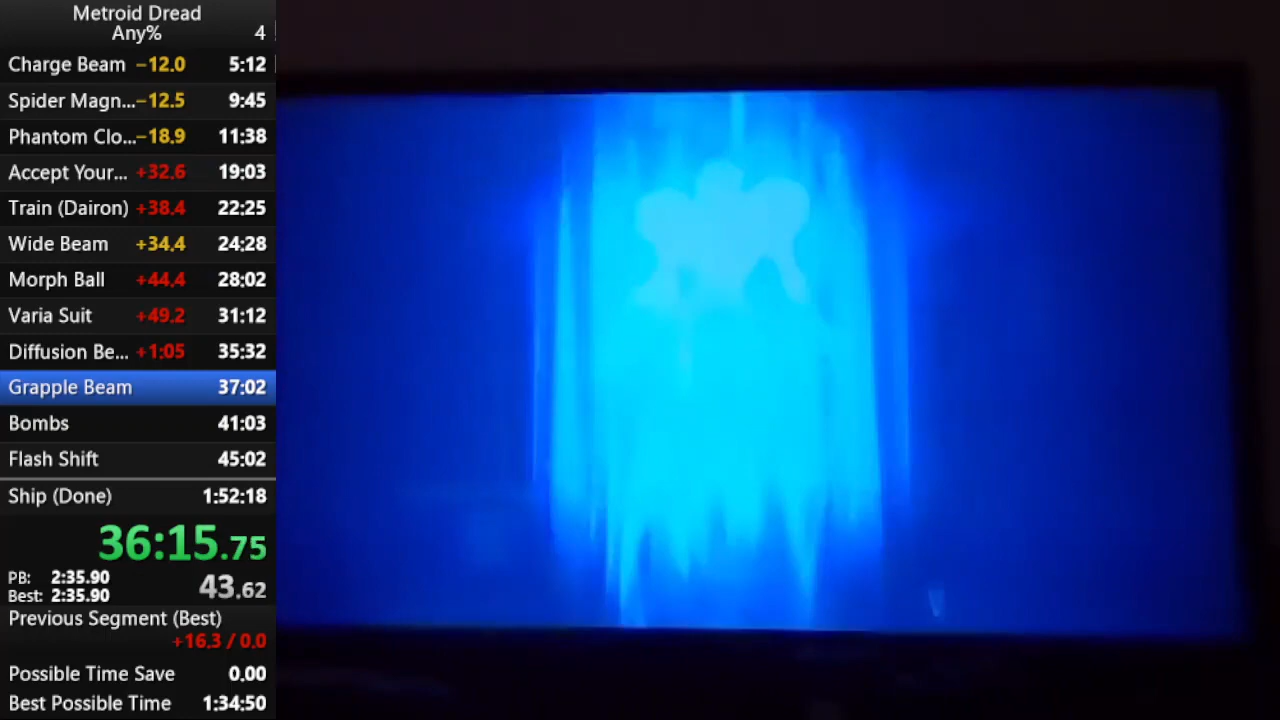 Metroid Dread
Any%
4
Charge Beam −12.0 5:12
Spider Magn... −12.5 9:45
Phantom Clo... −18.9 11:38
Accept Your... +32.6 19:03
Train (Dairon) +38.4 22:25
Wide Beam +34.4 24:28
Morph Ball +44.4 28:02
Varia Suit +49.2 31:12
Diffusion Be... +1:05 35:32
Grapple Beam 37:02
Bombs 41:03
Flash Shift 45:02
Ship (Done) 1:52:18
36:15.75
PB: 2:35.90
Best: 2:35.90
43.62
Previous Segment (Best)
+16.3 / 0.0
Possible Time Save 0.00
Best Possible Time 1:34:50